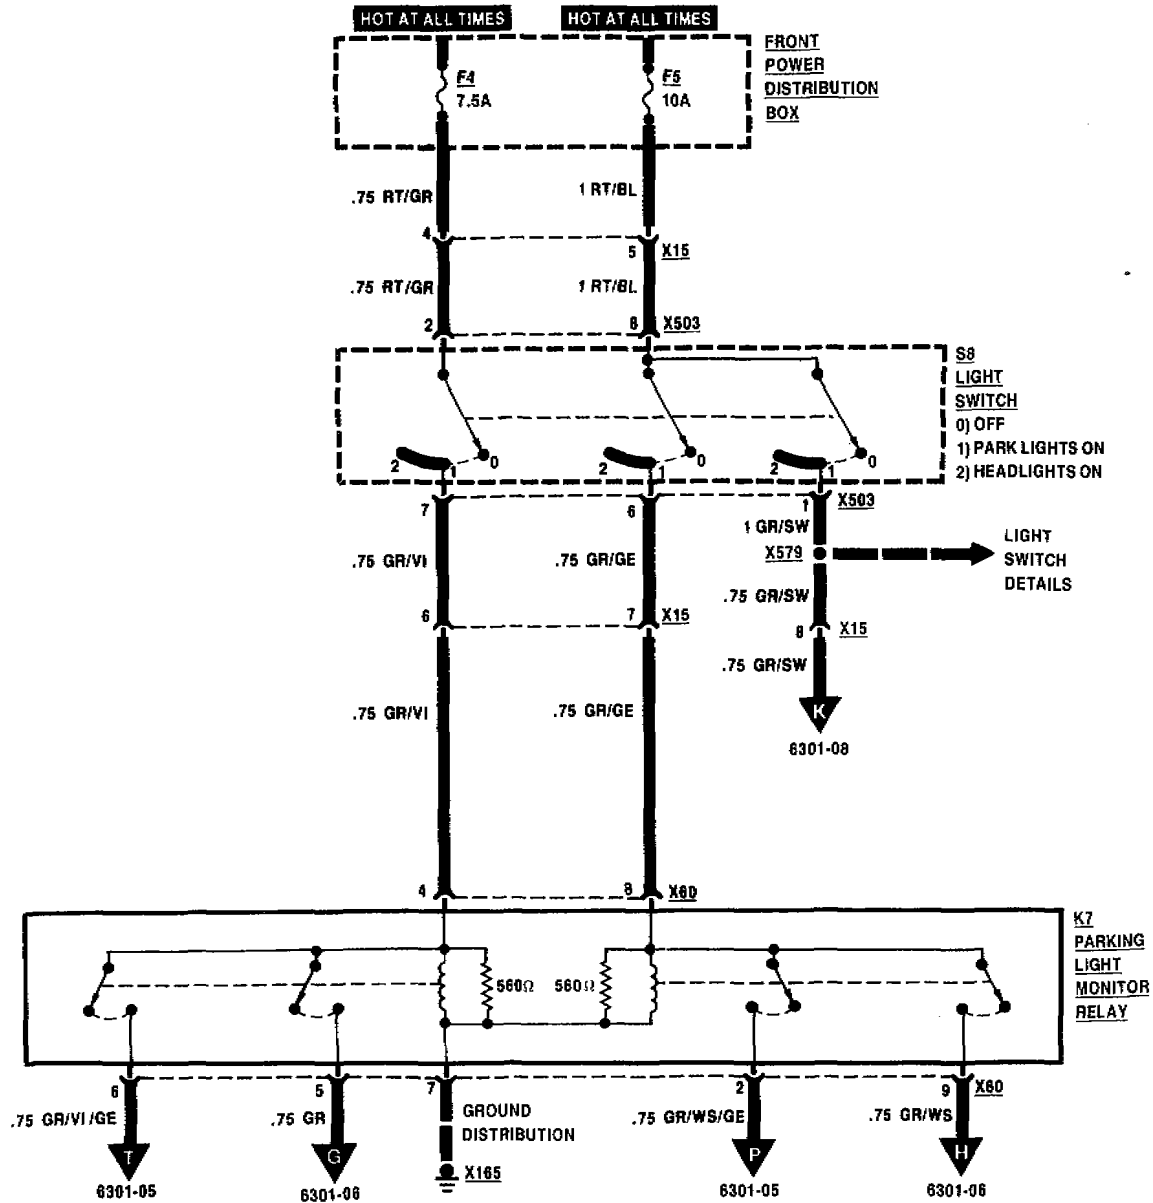 HOT AT ALL TIMES
HOT AT ALL TIMES
FRONT
POWER
DISTRIBUTION
BOX
F4
7.5A
F5
10A
.75 RT/GR
1 RT/BL
4
5
X15
.75 RT/GR
1 RT/BL
2
8
X503
S8
LIGHT
SWITCH
0) OFF
1) PARK LIGHTS ON
2) HEADLIGHTS ON
2
1
0
2
1
0
2
1
0
7
6
1
X503
1 GR/SW
X579
LIGHT
SWITCH
DETAILS
.75 GR/VI
.75 GR/GE
.75 GR/SW
6
7
X15
8
X15
.75 GR/SW
.75 GR/VI
.75 GR/GE
K
6301-08
4
8
X60
K7
PARKING
LIGHT
MONITOR
RELAY
560Ω
560Ω
6
5
7
2
9
X60
.75 GR/VI/GE
.75 GR
GROUND
DISTRIBUTION
.75 GR/WS/GE
.75 GR/WS
T
G
X165
P
H
6301-05
6301-06
6301-05
6301-06